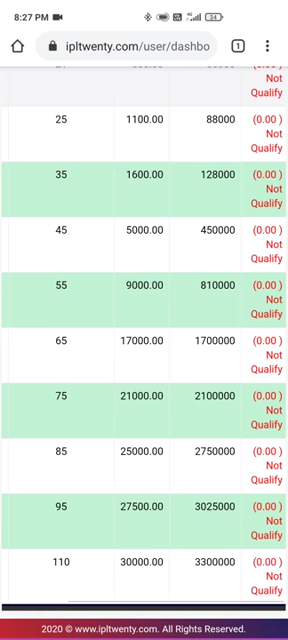 8:27 PM
34
ipltwenty.com/user/dashbo
1
Not
Qualify
25 1100.00 88000 (0.00 )
Not
Qualify
35 1600.00 128000 (0.00 )
Not
Qualify
45 5000.00 450000 (0.00 )
Not
Qualify
55 9000.00 810000 (0.00 )
Not
Qualify
65 17000.00 1700000 (0.00 )
Not
Qualify
75 21000.00 2100000 (0.00 )
Not
Qualify
85 25000.00 2750000 (0.00 )
Not
Qualify
95 27500.00 3025000 (0.00 )
Not
Qualify
110 30000.00 3300000 (0.00 )
Not
Qualify
2020 © www.ipltwenty.com. All Rights Reserved.